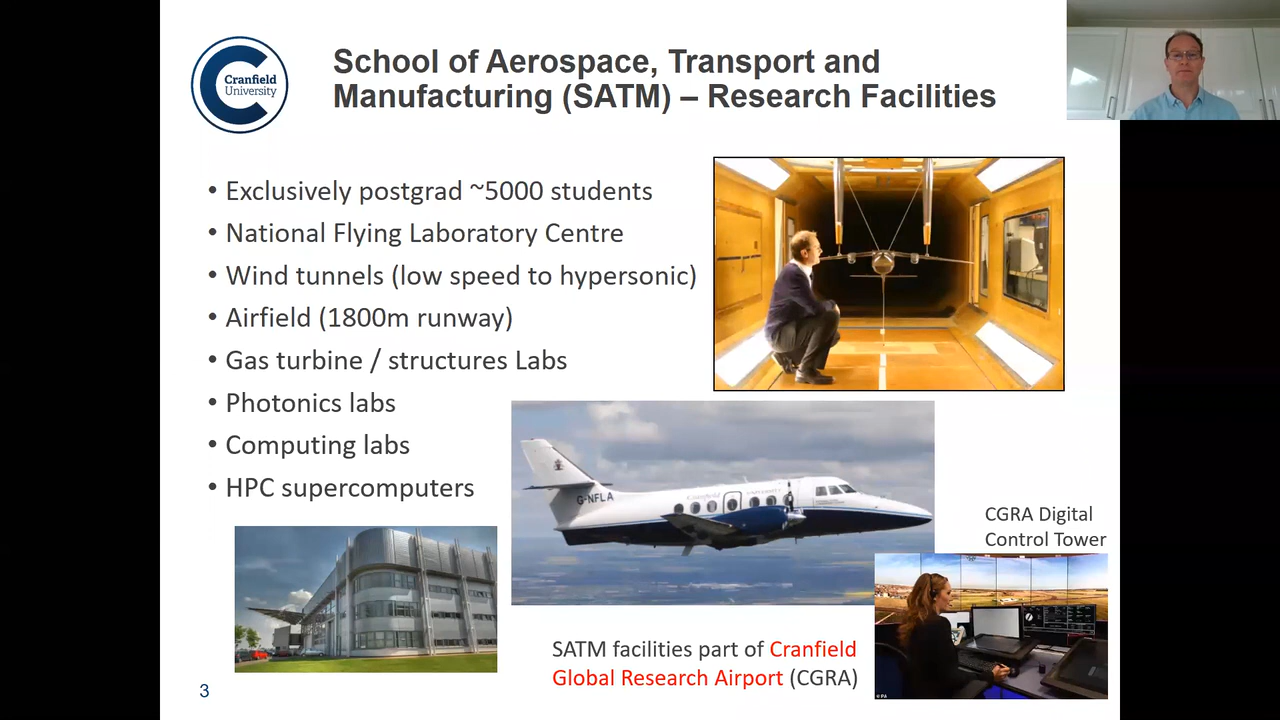 Cranfield
University
School of Aerospace, Transport and
Manufacturing (SATM) – Research Facilities
• Exclusively postgrad ~5000 students
• National Flying Laboratory Centre
• Wind tunnels (low speed to hypersonic)
• Airfield (1800m runway)
• Gas turbine / structures Labs
• Photonics labs
• Computing labs
• HPC supercomputers
G-NFLA
Cranfield UNIVERSITY
CGRA Digital
Control Tower
SATM facilities part of Cranfield
Global Research Airport (CGRA)
3